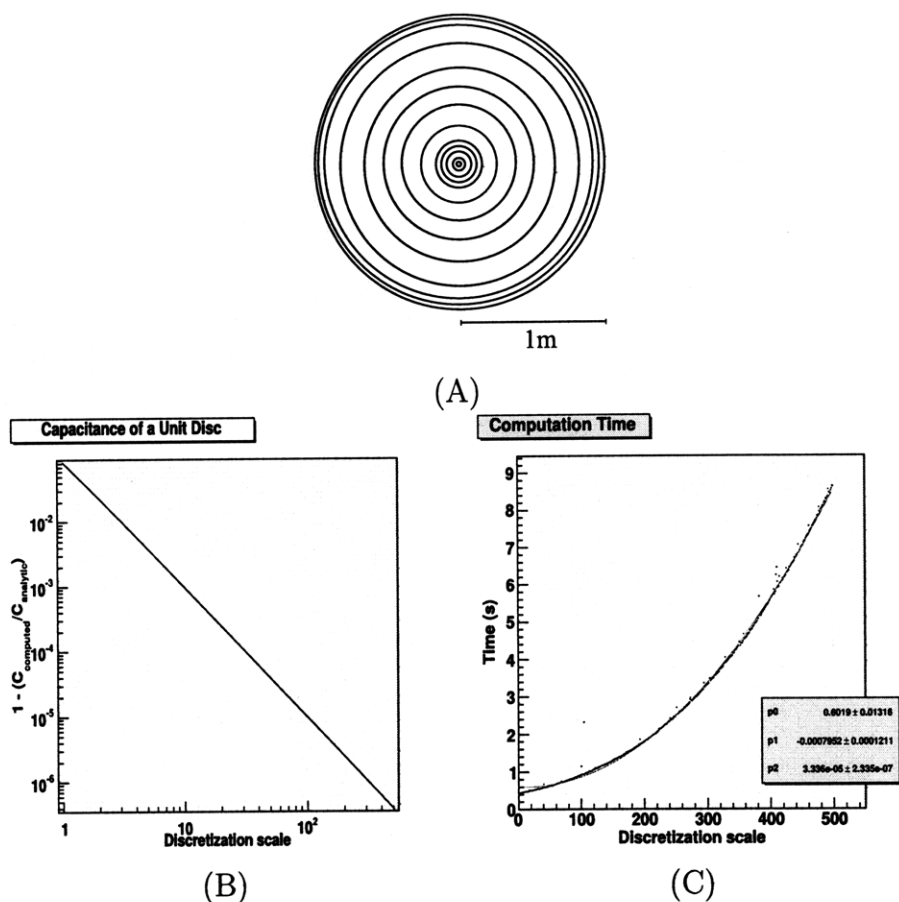 1m
(A)
Capacitance of a Unit Disc
1 - (C_computed/C_analytic)
10^-2
10^-3
10^-4
10^-5
10^-6
1
10
10^2
Discretization scale
(B)
Computation Time
Time (s)
9
8
7
6
5
4
3
2
1
0
0
100
200
300
400
500
Discretization scale
p0 0.6019 ± 0.01316
p1 -0.0007952 ± 0.0001211
p2 3.336e-05 ± 2.335e-07
(C)